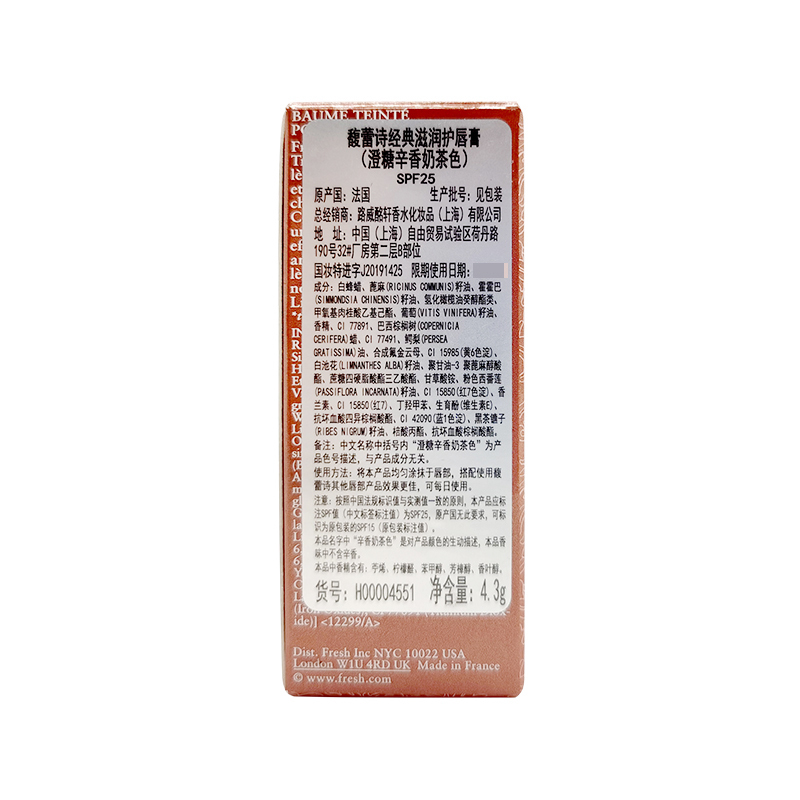 BAUME TEINTÉ
馥蕾诗经典滋润护唇膏
（澄糖辛香奶茶色）
SPF25
原产国：法国 生产批号：见包装
总经销商：路威酩轩香水化妆品（上海）有限公司
地 址：中国（上海）自由贸易试验区荷丹路
190号32#厂房第二层B部位
国妆特进字J20191425 限期使用日期：
成分：白蜂蜡、蓖麻(RICINUS COMMUNIS)籽油、霍霍巴
(SIMMONDSIA CHINENSIS)籽油、氢化橄榄油癸醇酯类、
甲氧基肉桂酸乙基己酯、葡萄(VITIS VINIFERA)籽油、
香精、CI 77891、巴西棕榈树(COPERNICIA
CERIFERA)蜡、CI 77491、鳄梨(PERSEA
GRATISSIMA)油、合成氟金云母、CI 15985(黄6色淀)、
白池花(LIMNANTHES ALBA)籽油、聚甘油-3 聚蓖麻醇酸
酯、蔗糖四硬脂酸酯三乙酸酯、甘草酸铵、粉色西番莲
(PASSIFLORA INCARNATA)籽油、CI 15850(红7色淀)、香
兰素、CI 15850(红7)、丁羟甲苯、生育酚(维生素E)、
抗坏血酸四异棕榈酸酯、CI 42090(蓝1色淀)、黑茶镳子
(RIBES NIGRUM)籽油、棓酸丙酯、抗坏血酸棕榈酸酯。
备注：中文名称中括号内“澄糖辛香奶茶色”为产
品色号描述，与产品成分无关。
使用方法：将本产品均匀涂抹于唇部，搭配使用馥
蕾诗其他唇部产品效果更佳，可每日使用。
注意：按照中国法规标识值与实测值一致的原则，本产品应标
注SPF值（中文标签标注值）为SPF25，原产国无此要求，可标
识为原包装的SPF15（原包装标注值）。
本品名字中“辛香奶茶色”是对产品颜色的生动描述，本品香
味中不含辛香。
本品中香精含有：苧烯、柠檬醛、苯甲醇、芳樟醇、香叶醇。
货号：H00004551 净含量：4.3g
ide)] <12299/A>
Dist. Fresh Inc NYC 10022 USA
London W1U 4RD UK Made in France
© www.fresh.com